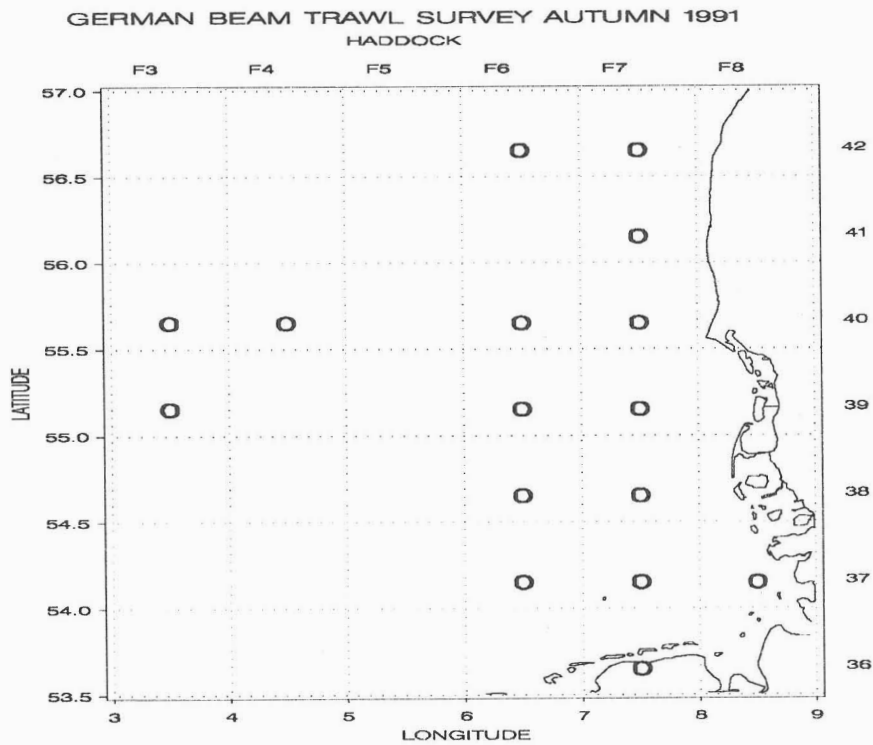 GERMAN BEAM TRAWL SURVEY AUTUMN 1991
HADDOCK
F3 F4 F5 F6 F7 F8
57.0
O O 42
56.5
O 41
56.0
O O O O 40
55.5
O O O 39
55.0
O O 38
54.5
O O O 37
54.0
O 36
53.5
3 4 5 6 7 8 9
LATITUDE
LONGITUDE